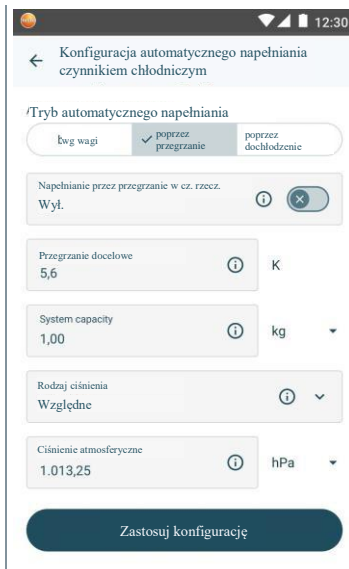 12:30
Konfiguracja automatycznego napełniania
czynnikiem chłodniczym
/Tryb automatycznego napełniania
wg wagi
poprzez
przegrzanie
poprzez
dochłodzenie
Napełnianie przez przegrzanie w cz. rzecz.
Wył.
Przegrzanie docelowe
5,6
K
System capacity
1,00
kg
Rodzaj ciśnienia
Względne
Ciśnienie atmosferyczne
1.013,25
hPa
Zastosuj konfigurację